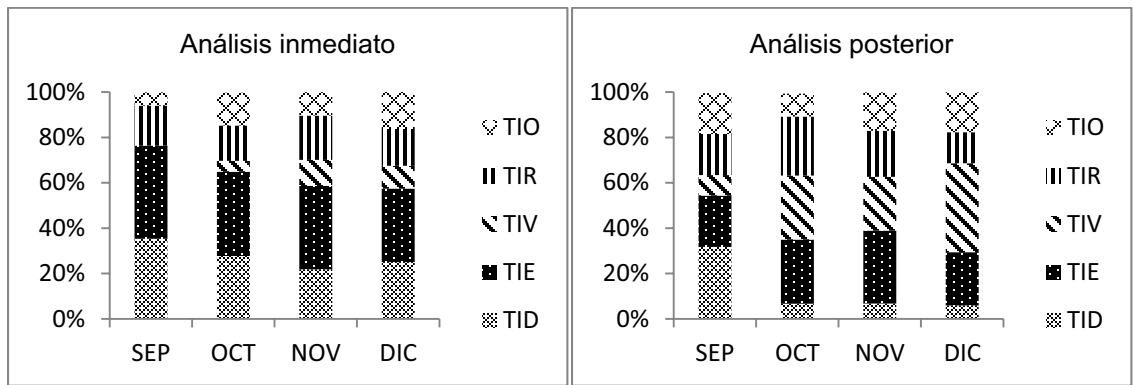 Análisis inmediato
100%
80%
60%
40%
20%
0%
SEP OCT NOV DIC
TIO
TIR
TIV
TIE
TID
Análisis posterior
100%
80%
60%
40%
20%
0%
SEP OCT NOV DIC
TIO
TIR
TIV
TIE
TID